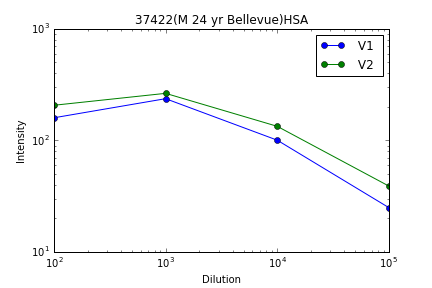 37422(M 24 yr Bellevue)HSA
10³
V1
V2
Intensity
10²
10¹
10²
10³
10⁴
10⁵
Dilution